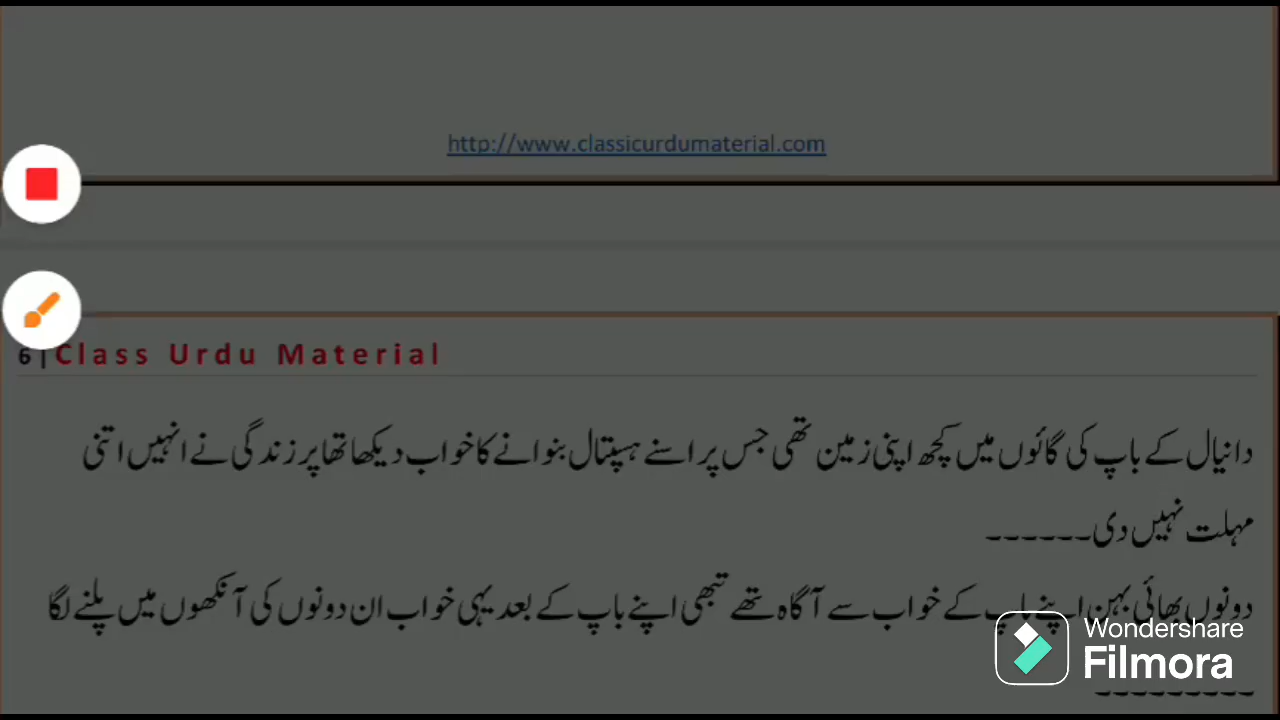 http://www.classicurdumaterial.com
6|Class Urdu Material
دانیال کے باپ کی گائوں میں کچھ اپنی زمین تھی جس پر اسنے ہسپتال بنوانے کا خواب دیکھا تھا پر زندگی نے انہیں اتنی
مہلت نہیں دی۔۔۔۔۔۔
دونوں بھائی بہن اپنے باپ کے خواب سے آگاہ تھے تبھی اپنے باپ کے بعد یہی خواب ان دونوں کی آنکھوں میں پلنے لگا
۔۔۔۔۔۔۔۔۔
Wondershare
Filmora